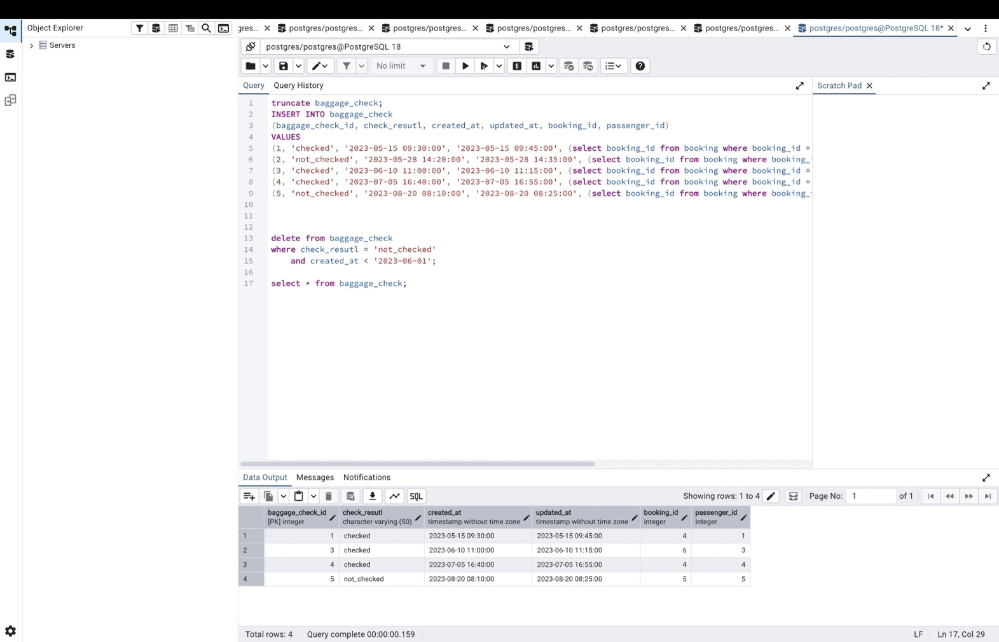 Object Explorer
Servers
gres...
postgres/postgres...
postgres/postgres...
postgres/postgres...
postgres/postgres...
postgres/postgres...
postgres/postgres@PostgreSQL 18*
postgres/postgres@PostgreSQL 18
No limit
E
Query
Query History
Scratch Pad
1 truncate baggage_check;
2 INSERT INTO baggage_check
3 (baggage_check_id, check_resutl, created_at, updated_at, booking_id, passenger_id)
4 VALUES
5 (1, 'checked', '2023-05-15 09:30:00', '2023-05-15 09:45:00', (select booking_id from booking where booking_id =
6 (2, 'not_checked', '2023-05-28 14:20:00', '2023-05-28 14:35:00', (select booking_id from booking where booking_
7 (3, 'checked', '2023-06-10 11:00:00', '2023-06-10 11:15:00', (select booking_id from booking where booking_id =
8 (4, 'checked', '2023-07-05 16:40:00', '2023-07-05 16:55:00', (select booking_id from booking where booking_id =
9 (5, 'not_checked', '2023-08-20 08:10:00', '2023-08-20 08:25:00', (select booking_id from booking where booking_
10
11
12
13 delete from baggage_check
14 where check_resutl = 'not_checked'
15 and created_at < '2023-06-01';
16
17 select * from baggage_check;
Data Output
Messages
Notifications
SQL
Showing rows: 1 to 4
Page No: 1 of 1
baggage_check_id check_resutl created_at updated_at booking_id passenger_id
[PK] integer character varying (50) timestamp without time zone timestamp without time zone integer integer
1 1 checked 2023-05-15 09:30:00 2023-05-15 09:45:00 4 1
2 3 checked 2023-06-10 11:00:00 2023-06-10 11:15:00 6 3
3 4 checked 2023-07-05 16:40:00 2023-07-05 16:55:00 4 4
4 5 not_checked 2023-08-20 08:10:00 2023-08-20 08:25:00 5 5
Total rows: 4
Query complete 00:00:00.159
LF
Ln 17, Col 29